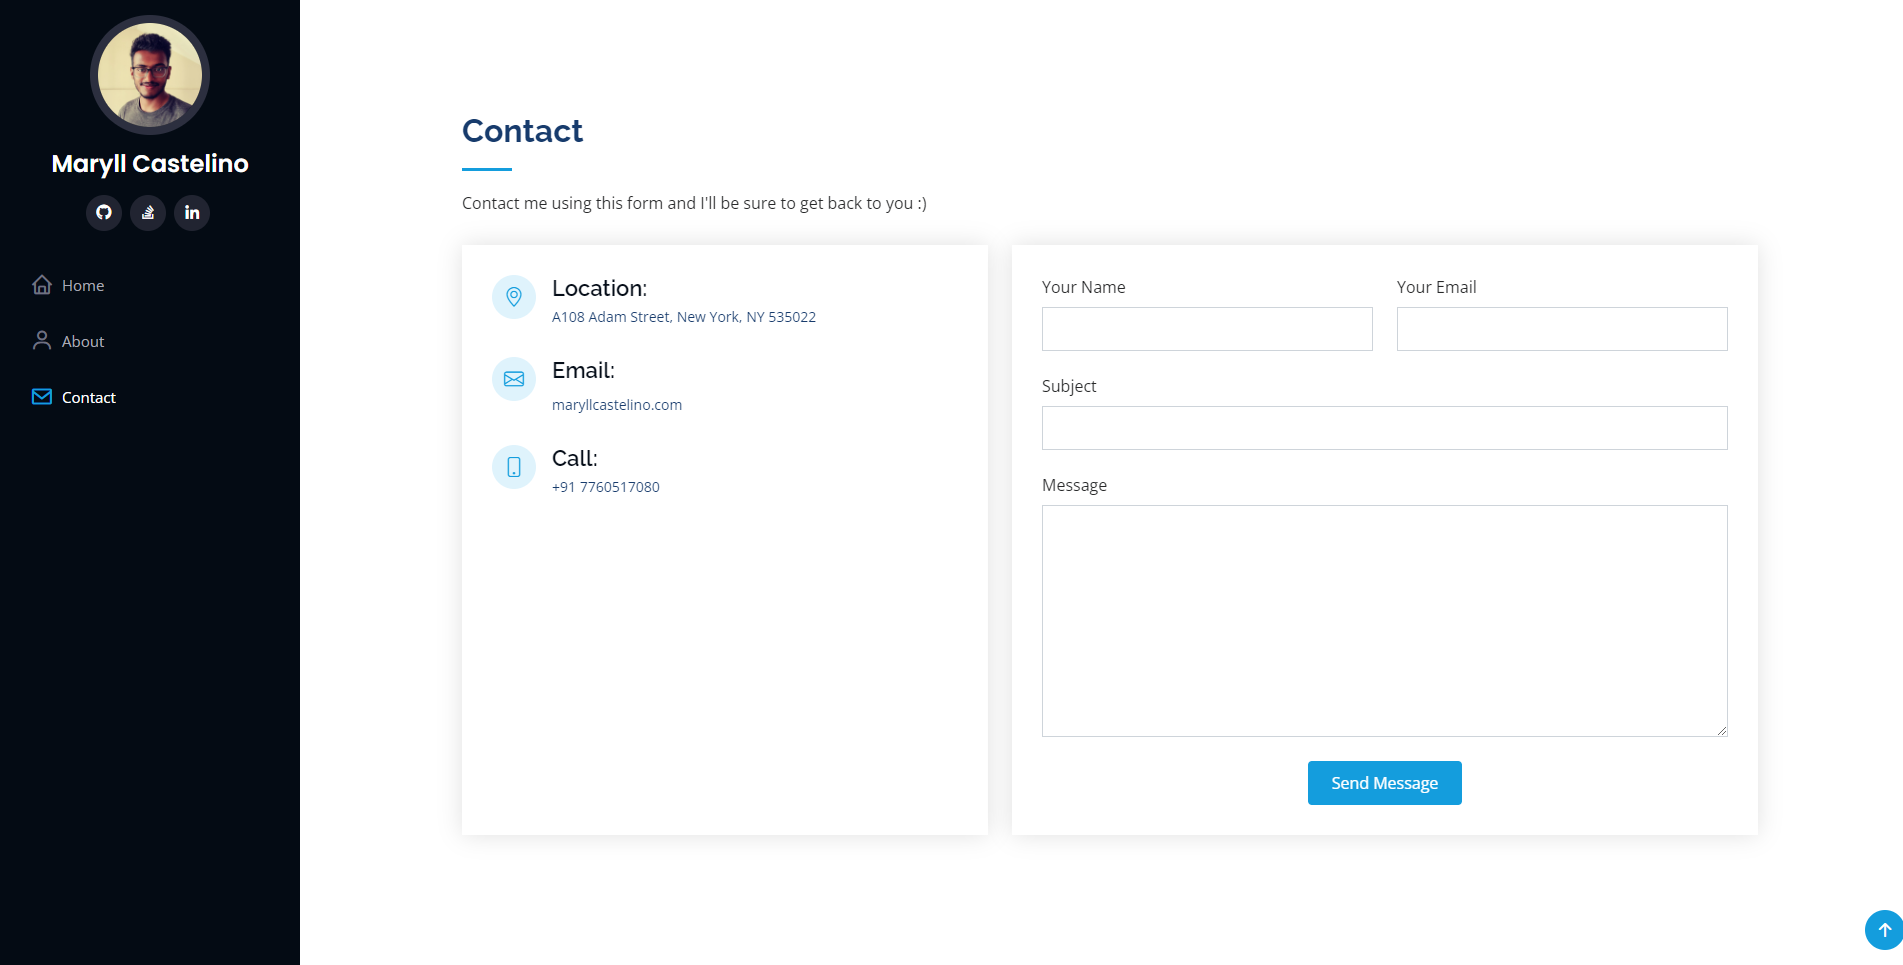 Maryll Castelino
Home
About
Contact
Contact
Contact me using this form and I'll be sure to get back to you :)
Location:
A108 Adam Street, New York, NY 535022
Email:
maryllcastelino.com
Call:
+91 7760517080
Your Name
Your Email
Subject
Message
Send Message